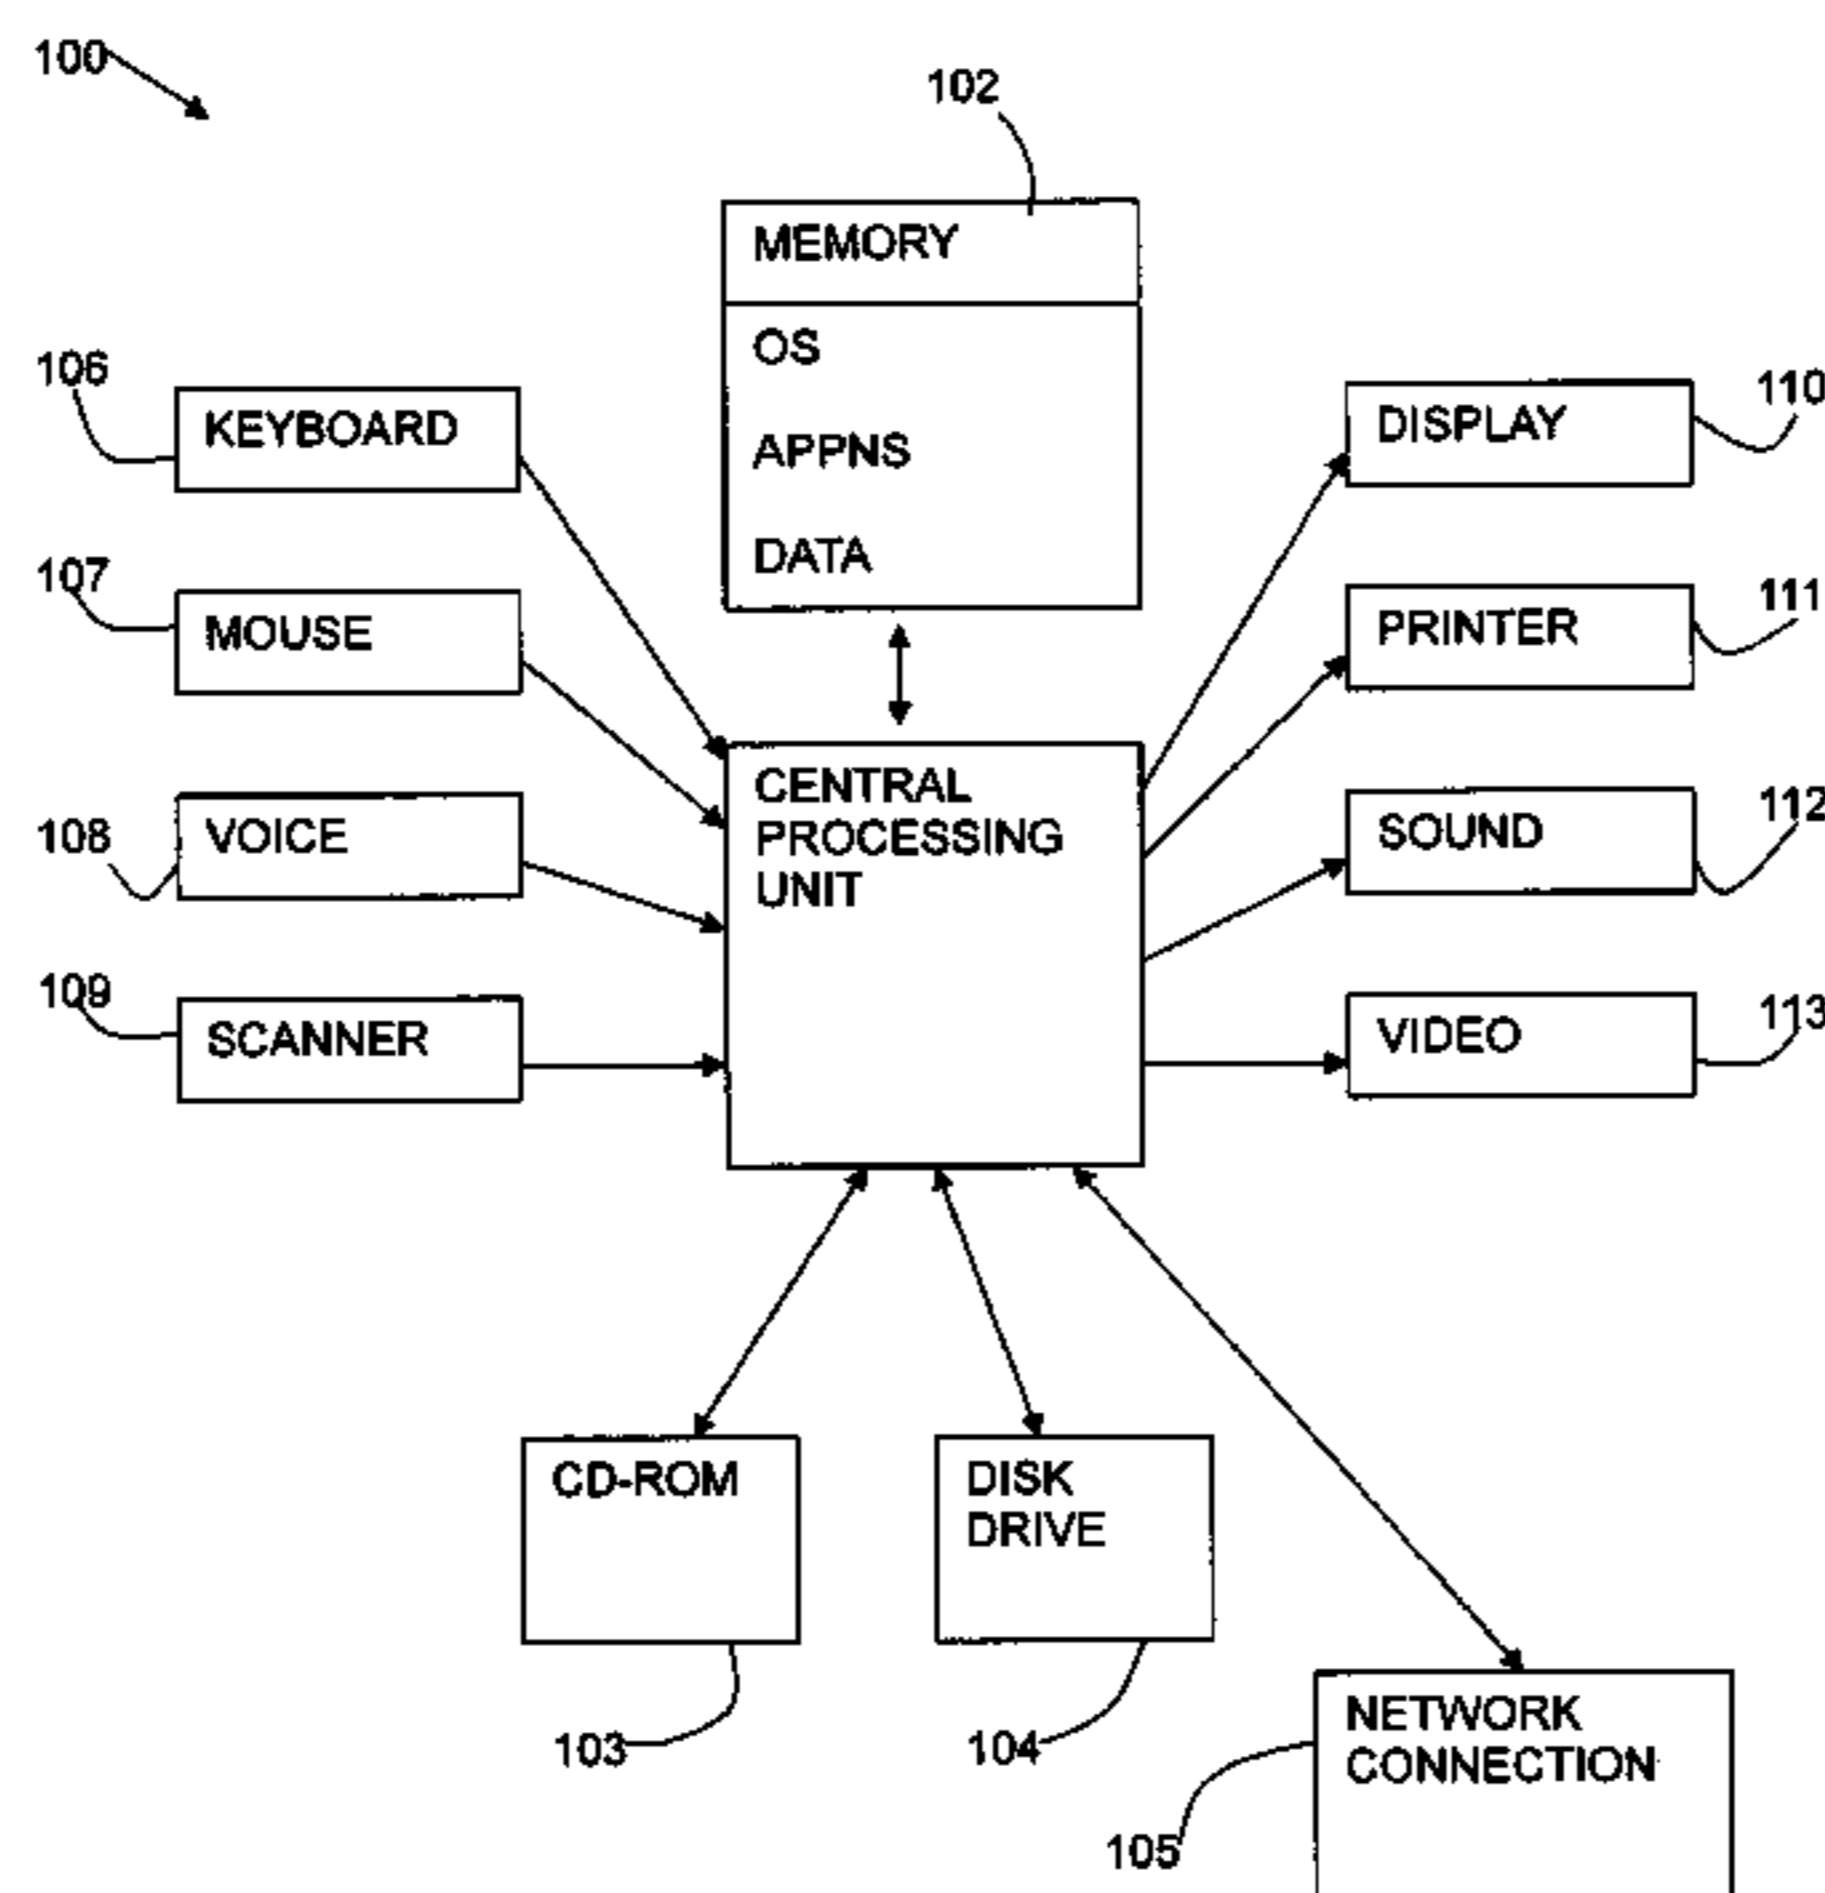 100
102
MEMORY
OS
APPNS
DATA
106
KEYBOARD
107
MOUSE
108
VOICE
109
SCANNER
CENTRAL
PROCESSING
UNIT
DISPLAY
110
PRINTER
111
SOUND
112
VIDEO
113
CD-ROM
103
DISK
DRIVE
104
NETWORK
CONNECTION
105